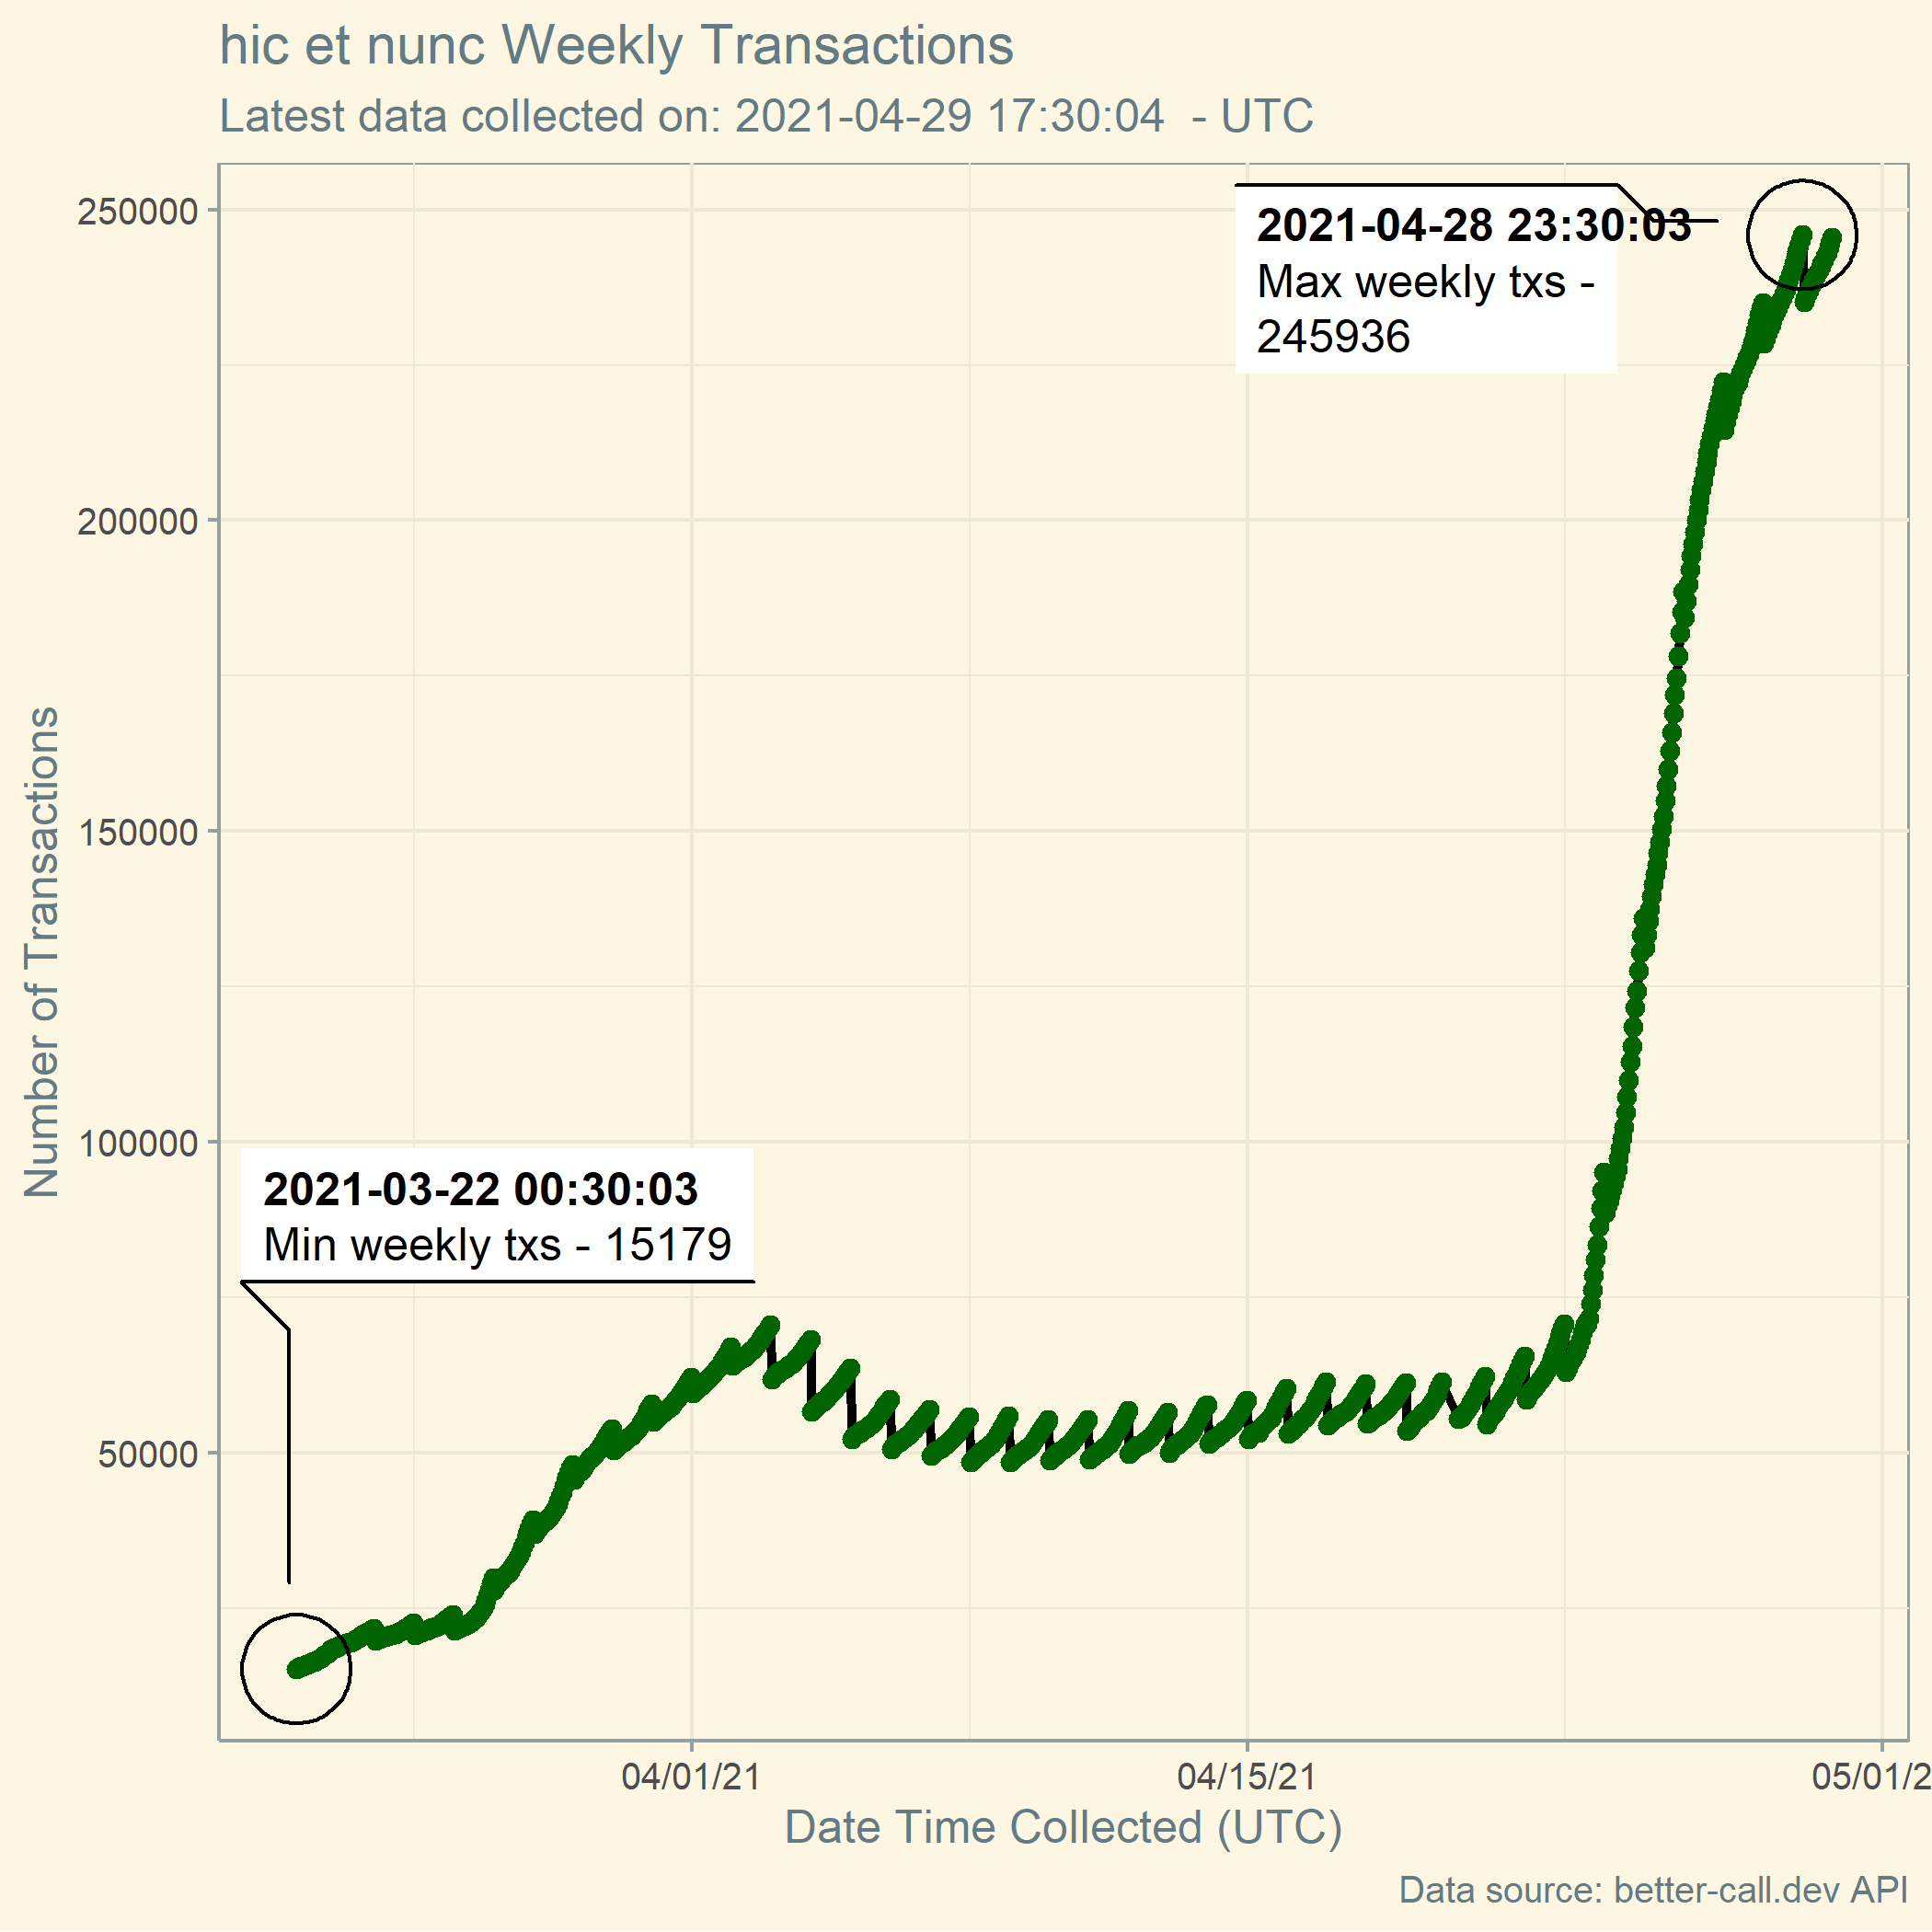 hic et nunc Weekly Transactions
Latest data collected on: 2021-04-29 17:30:04 - UTC
250000
200000
150000
100000
50000
Number of Transactions
2021-04-28 23:30:03
Max weekly txs -
245936
2021-03-22 00:30:03
Min weekly txs - 15179
04/01/21
04/15/21
05/01/2
Date Time Collected (UTC)
Data source: better-call.dev API